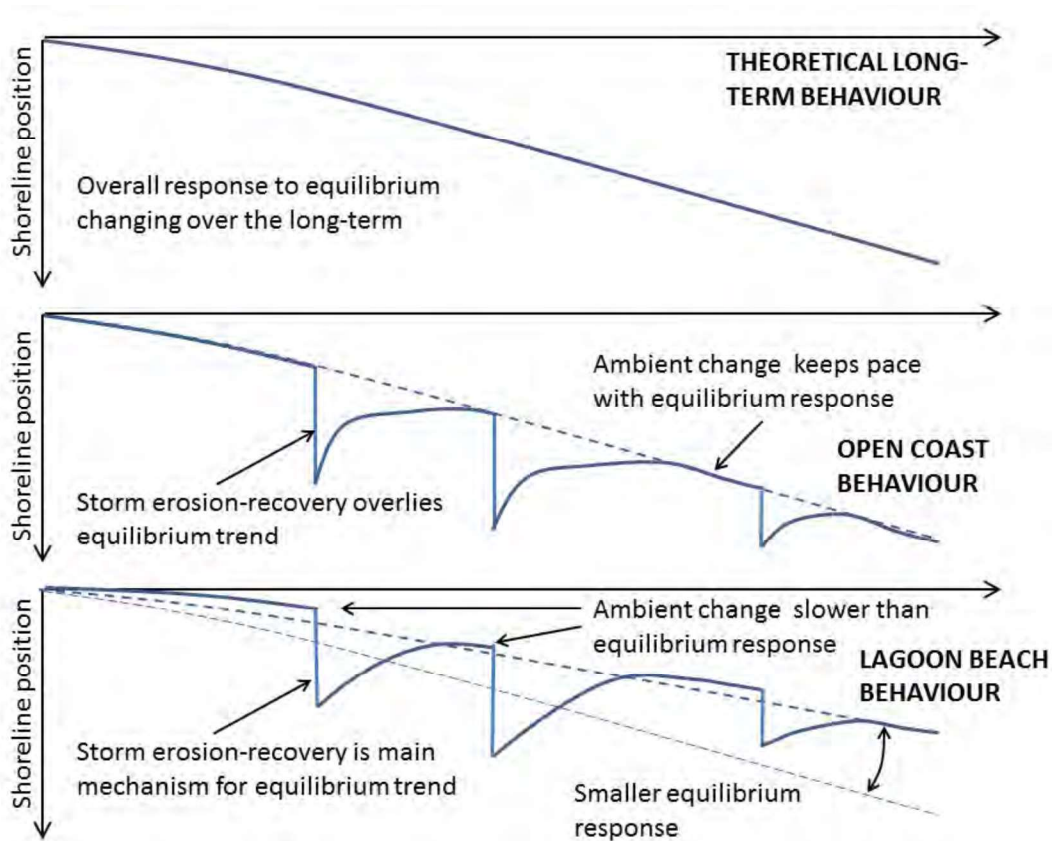 Shoreline position
THEORETICAL LONG-
TERM BEHAVIOUR
Overall response to equilibrium
changing over the long-term
Shoreline position
Ambient change keeps pace
with equilibrium response
OPEN COAST
BEHAVIOUR
Storm erosion-recovery overlies
equilibrium trend
Shoreline position
Ambient change slower than
equilibrium response
LAGOON BEACH
BEHAVIOUR
Storm erosion-recovery is main
mechanism for equilibrium trend
Smaller equilibrium
response